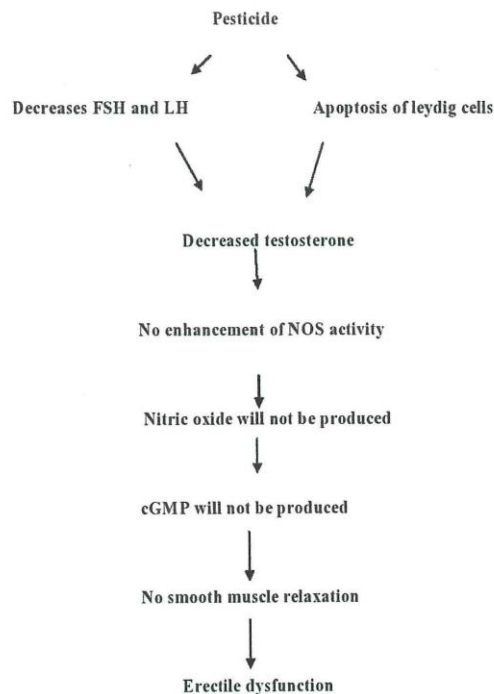 Pesticide
Decreases FSH and LH
Apoptosis of leydig cells
Decreased testosterone
No enhancement of NOS activity
Nitric oxide will not be produced
cGMP will not be produced
No smooth muscle relaxation
Erectile dysfunction